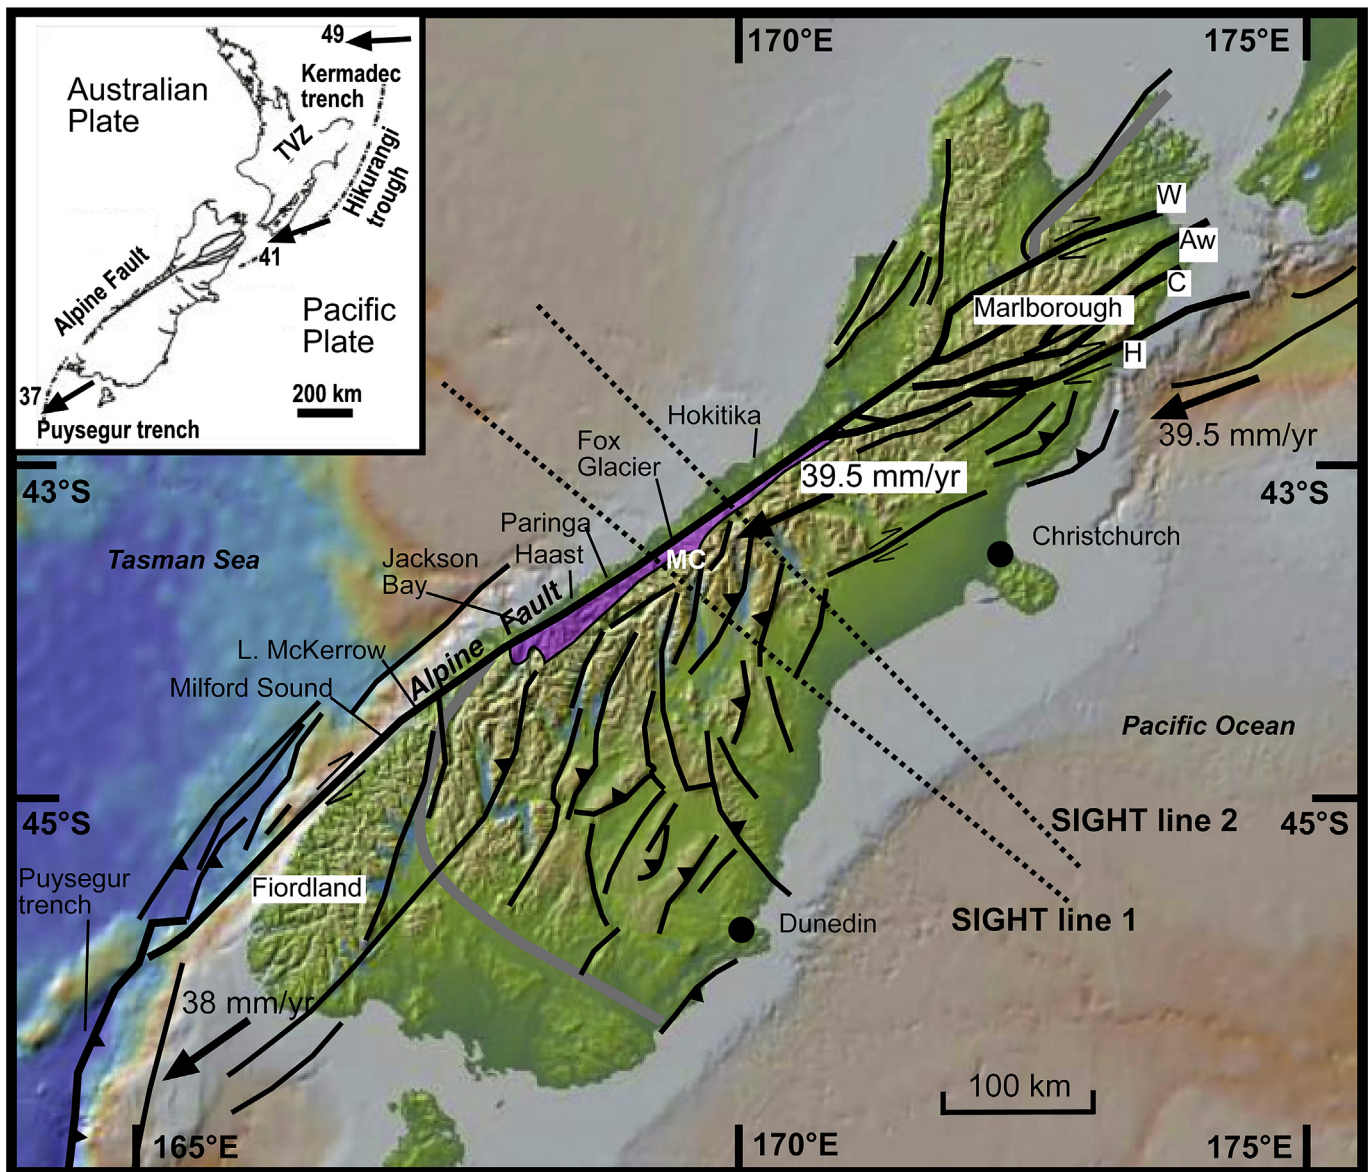 49
Kermadec
trench
Australian
Plate
TVZ
Hikurangi
trough
41
Alpine Fault
Pacific
Plate
37
200 km
Puysegur trench
170°E
175°E
W
Aw
C
Marlborough
H
39.5 mm/yr
Hokitika
Fox
Glacier
39.5 mm/yr
43°S
43°S
Paringa
Haast
Christchurch
Tasman Sea
MC
Jackson
Bay
Alpine Fault
L. McKerrow
Milford Sound
Pacific Ocean
SIGHT line 2
45°S
45°S
Puysegur
trench
Fiordland
Dunedin
SIGHT line 1
38 mm/yr
100 km
165°E
170°E
175°E